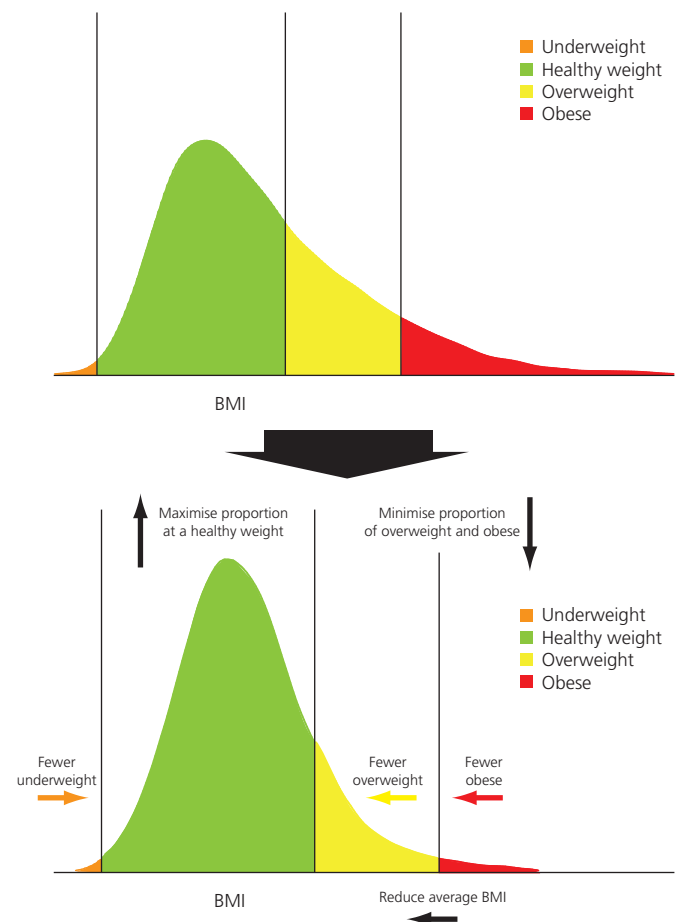 Underweight
Healthy weight
Overweight
Obese
BMI
Maximise proportion
at a healthy weight
Minimise proportion
of overweight and obese
Underweight
Healthy weight
Overweight
Obese
Fewer
underweight
Fewer
overweight
Fewer
obese
BMI
Reduce average BMI